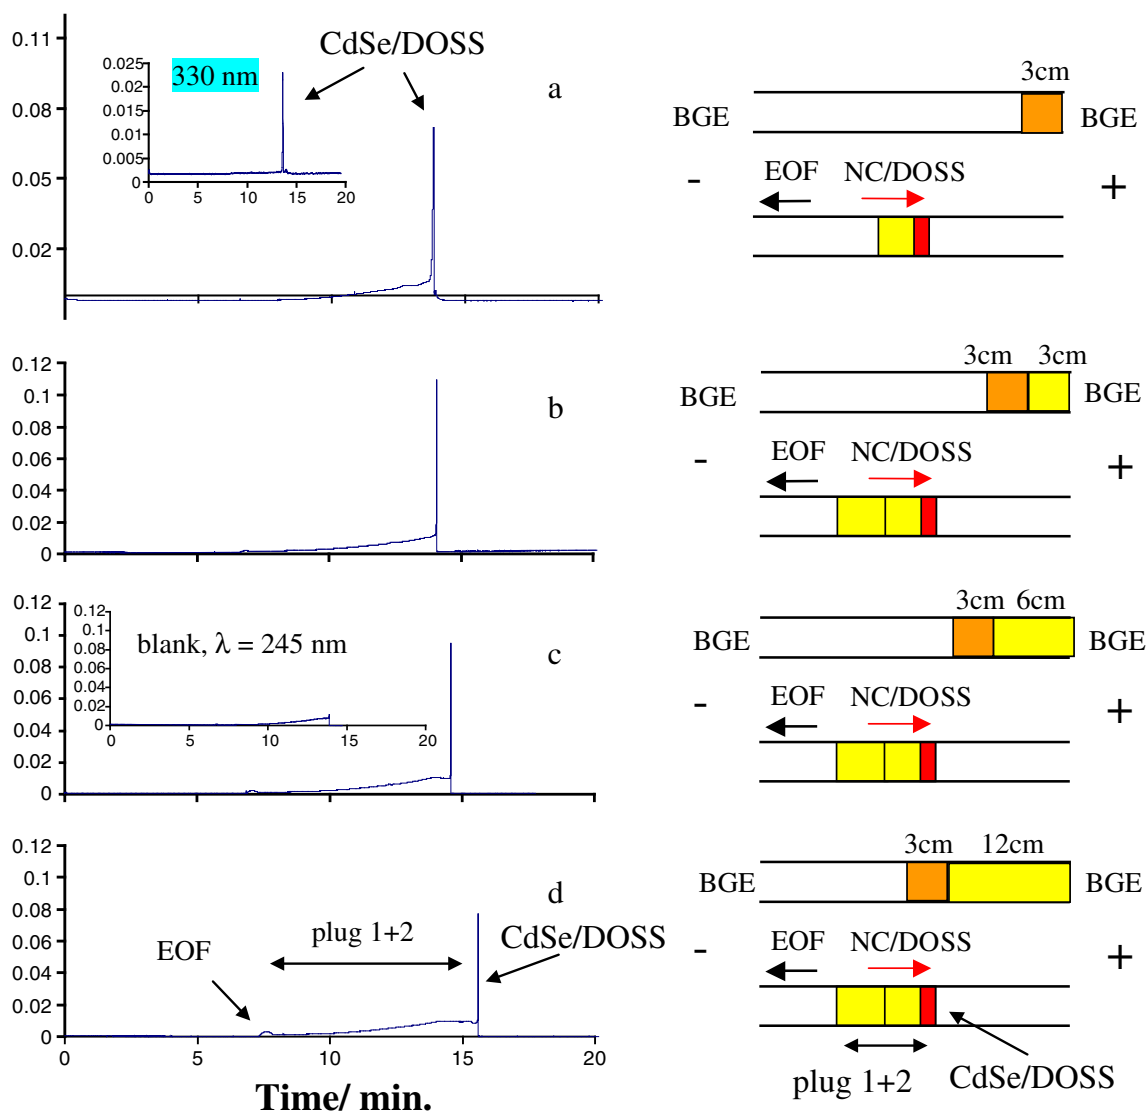 0.11
0.08
0.05
0.02
330 nm
0.025
0.02
0.015
0.01
0.005
0
0 5 10 15 20
CdSe/DOSS
a
3cm
BGE BGE
- EOF NC/DOSS +
0.12
0.1
0.08
0.06
0.04
0.02
0
b
3cm 3cm
BGE BGE
- EOF NC/DOSS +
0.12
0.1
0.08
0.06
0.04
0.02
0
0 5 10 15 20
0.12
0.1
0.08
0.06
0.04
0.02
0
0 5 10 15 20
blank, λ = 245 nm
c
3cm 6cm
BGE BGE
- EOF NC/DOSS +
0.12
0.1
0.08
0.06
0.04
0.02
0
0 5 10 15 20
EOF
plug 1+2
d
CdSe/DOSS
Time/ min.
3cm 12cm
BGE BGE
- EOF NC/DOSS +
plug 1+2
CdSe/DOSS